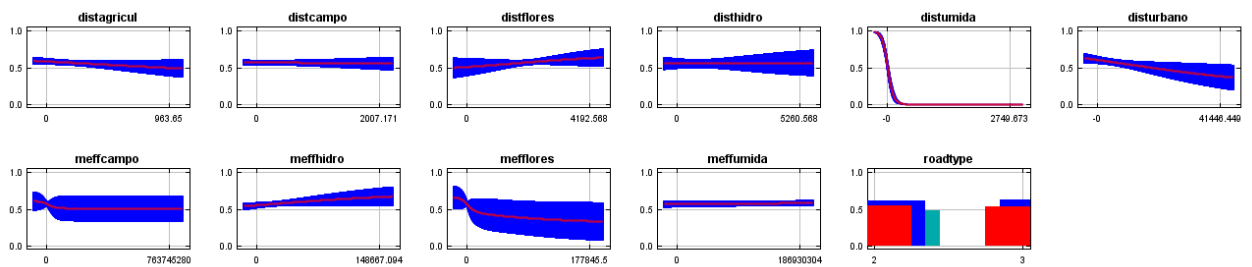 distagricul distcampo distflores disthidro distumida disturbano
1.0 1.0 1.0 1.0 1.0 1.0
0.5 0.5 0.5 0.5 0.5 0.5
0.0 0.0 0.0 0.0 0.0 0.0
0 963.65 0 2007.171 0 4192.568 0 5260.568 -0 2749.673 -0 41446.449
meffcampo meffhidro mefflores meffumida roadtype
1.0 1.0 1.0 1.0 1.0
0.5 0.5 0.5 0.5 0.5
0.0 0.0 0.0 0.0 0.0
0 763745280 0 148667.094 0 177845.5 0 186930304 2 3